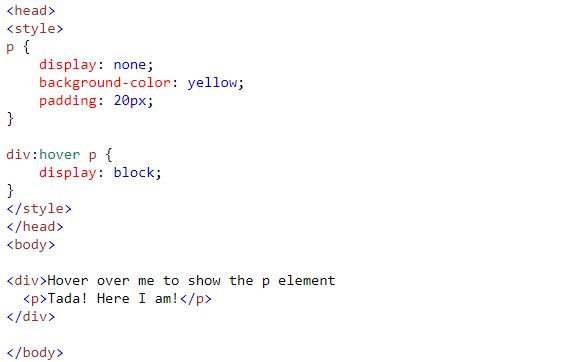 <head>
<style>
p {
    display: none;
    background-color: yellow;
    padding: 20px;
}

div:hover p {
    display: block;
}
</style>
</head>
<body>

<div>Hover over me to show the p element
  <p>Tada! Here I am!</p>
</div>

</body>